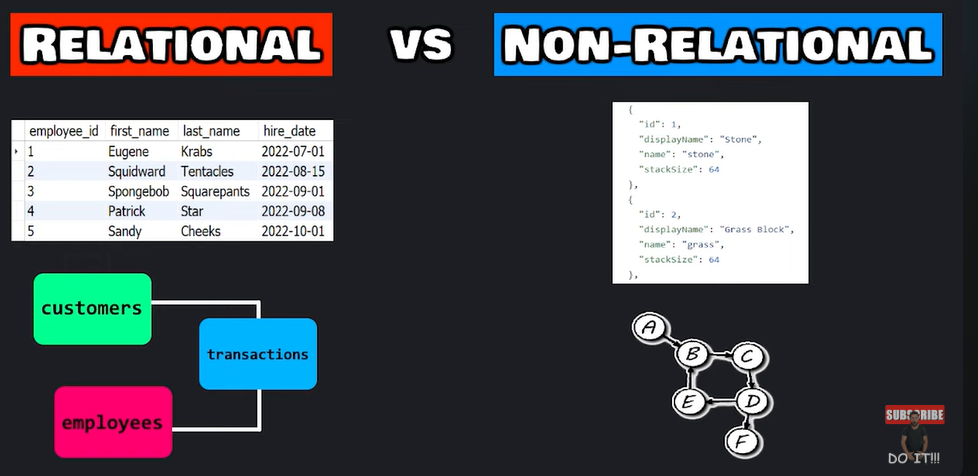 RELATIONAL VS NON-RELATIONAL
employee_id first_name last_name hire_date
1 Eugene Krabs 2022-07-01
2 Squidward Tentacles 2022-08-15
3 Spongebob Squarepants 2022-09-01
4 Patrick Star 2022-09-08
5 Sandy Cheeks 2022-10-01
customers
transactions
employees
{
"id": 1,
"displayName": "Stone",
"name": "stone",
"stackSize": 64
},
{
"id": 2,
"displayName": "Grass Block",
"name": "grass",
"stackSize": 64
},
A
B C
E D
F
SUBSCRIBE
DO IT!!!